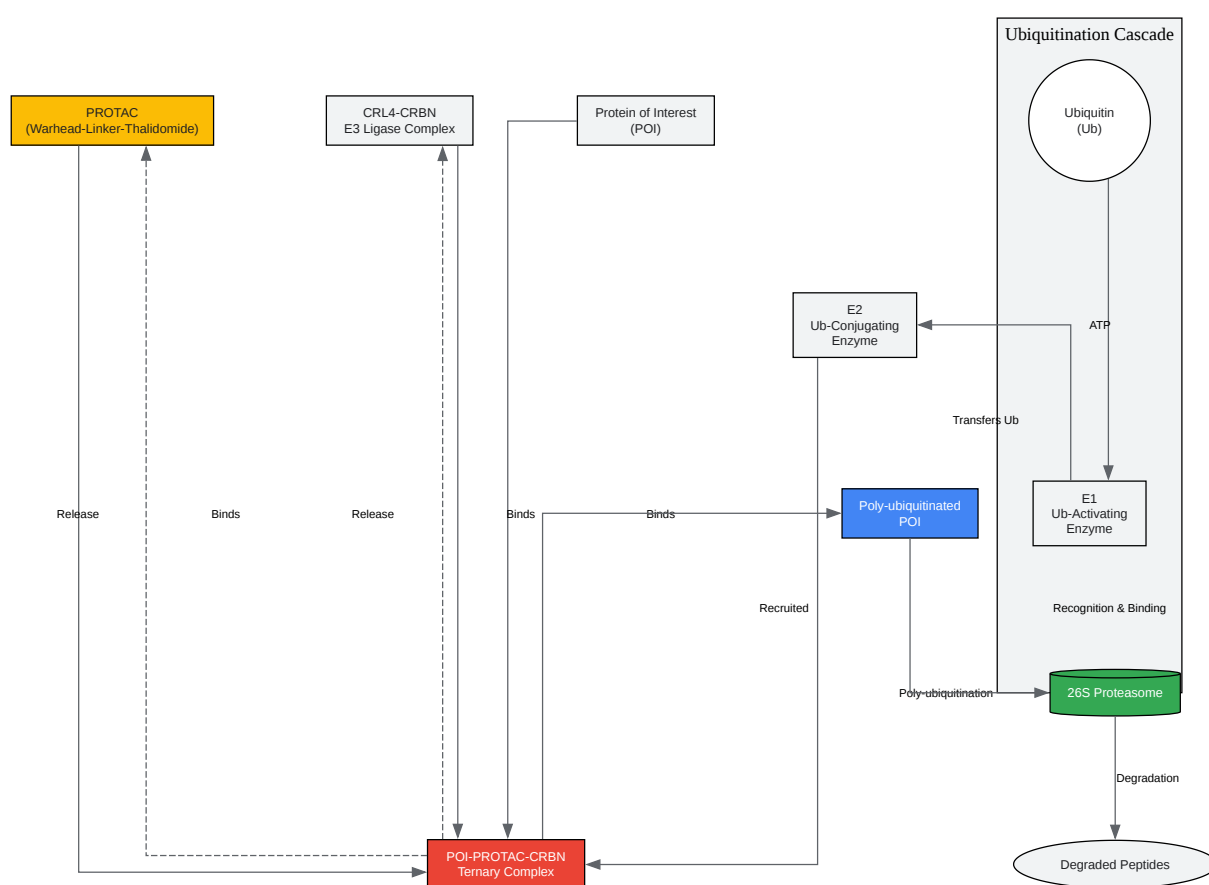 Ubiquitination Cascade
PROTAC
(Warhead-Linker-Thalidomide)
CRL4-CRBN
E3 Ligase Complex
Protein of Interest
(POI)
Ubiquitin
(Ub)
E2
Ub-Conjugating
Enzyme
ATP
Transfers Ub
Poly-ubiquitinated
POI
E1
Ub-Activating
Enzyme
Release
Binds
Release
Binds
Binds
Recruited
Recognition & Binding
Poly-ubiquitination
26S Proteasome
Degradation
POI-PROTAC-CRBN
Ternary Complex
Degraded Peptides